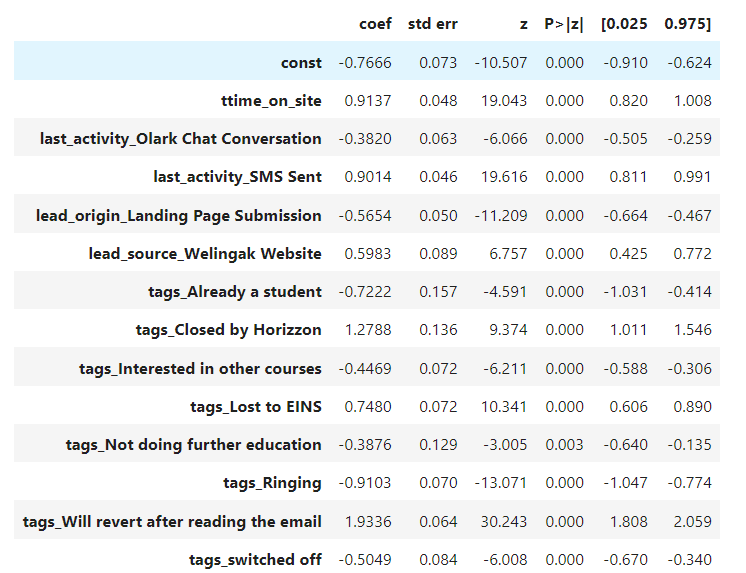 coef std err z P>|z| [0.025 0.975]
const -0.7666 0.073 -10.507 0.000 -0.910 -0.624
ttime_on_site 0.9137 0.048 19.043 0.000 0.820 1.008
last_activity_Olark Chat Conversation -0.3820 0.063 -6.066 0.000 -0.505 -0.259
last_activity_SMS Sent 0.9014 0.046 19.616 0.000 0.811 0.991
lead_origin_Landing Page Submission -0.5654 0.050 -11.209 0.000 -0.664 -0.467
lead_source_Welingak Website 0.5983 0.089 6.757 0.000 0.425 0.772
tags_Already a student -0.7222 0.157 -4.591 0.000 -1.031 -0.414
tags_Closed by Horizzon 1.2788 0.136 9.374 0.000 1.011 1.546
tags_Interested in other courses -0.4469 0.072 -6.211 0.000 -0.588 -0.306
tags_Lost to EINS 0.7480 0.072 10.341 0.000 0.606 0.890
tags_Not doing further education -0.3876 0.129 -3.005 0.003 -0.640 -0.135
tags_Ringing -0.9103 0.070 -13.071 0.000 -1.047 -0.774
tags_Will revert after reading the email 1.9336 0.064 30.243 0.000 1.808 2.059
tags_switched off -0.5049 0.084 -6.008 0.000 -0.670 -0.340